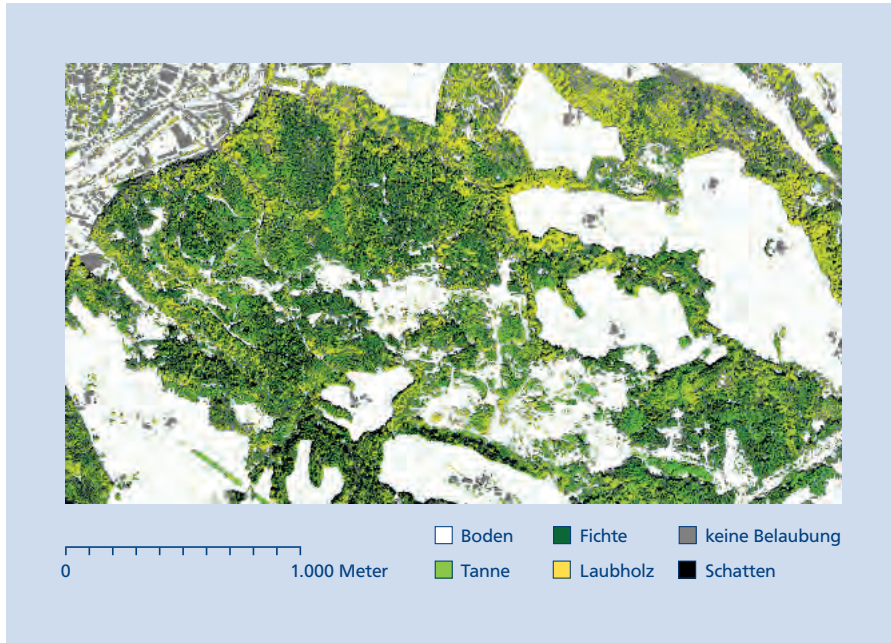 Boden Fichte keine Belaubung
0 1.000 Meter Tanne Laubholz Schatten